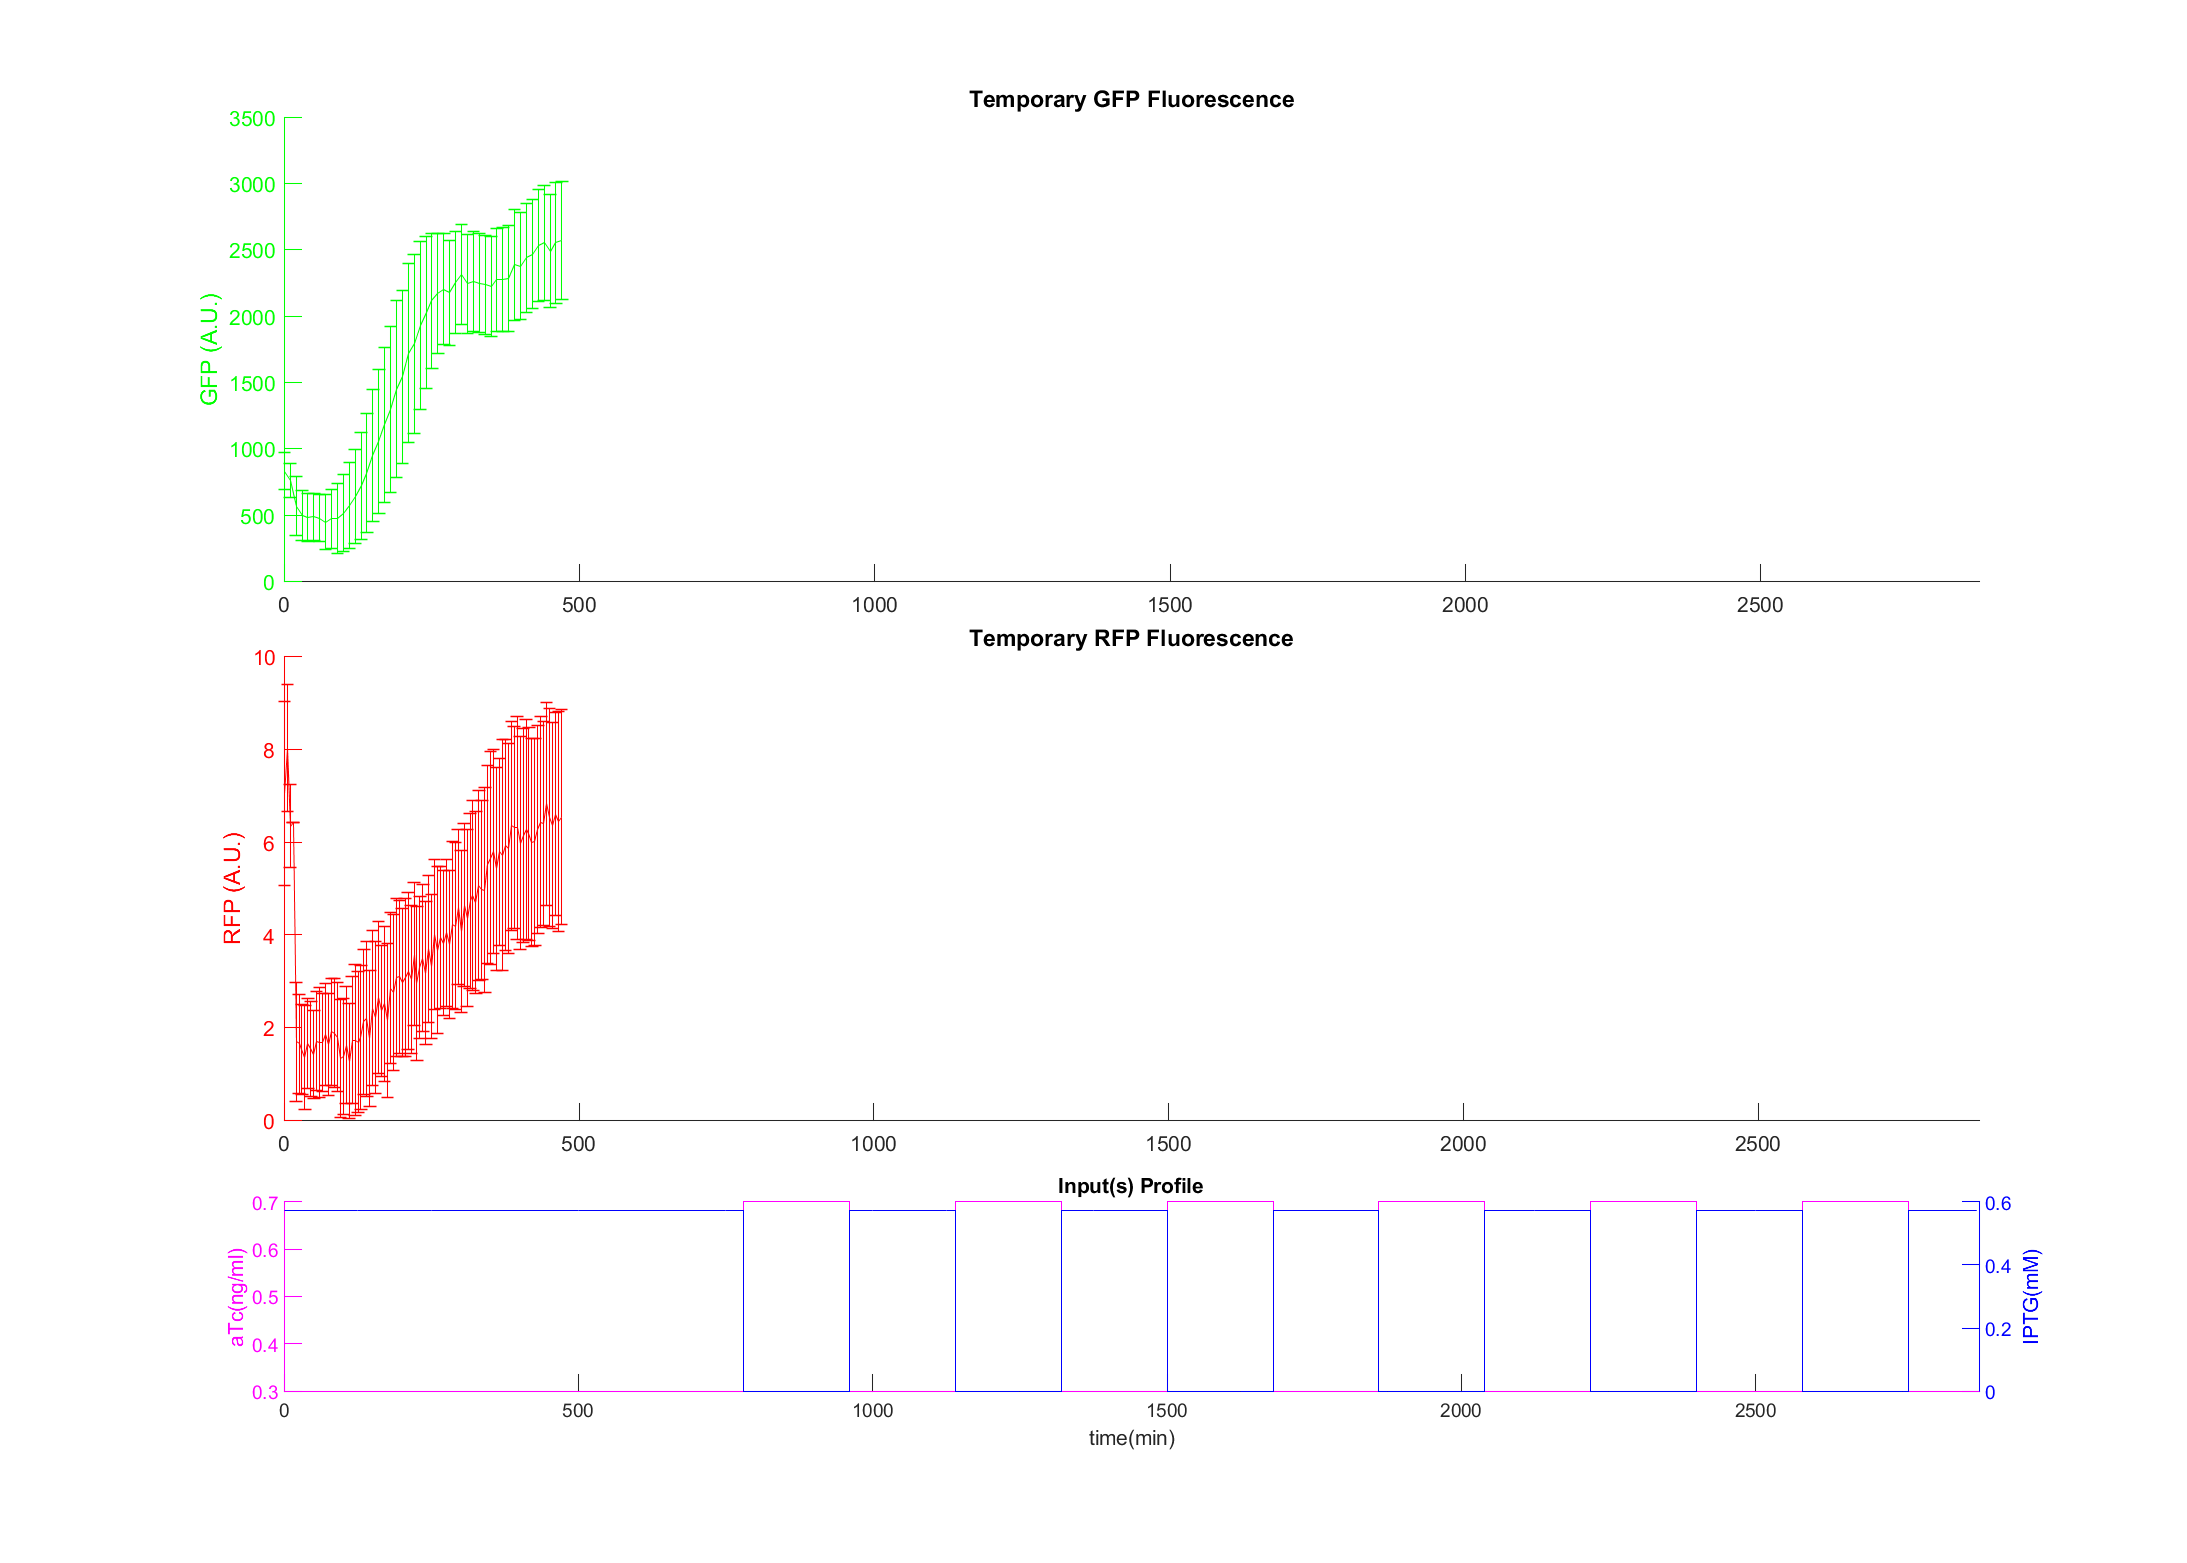 Temporary GFP Fluorescence
GFP (A.U.)
3500
3000
2500
2000
1500
1000
500
0
0 500 1000 1500 2000 2500
Temporary RFP Fluorescence
RFP (A.U.)
10
8
6
4
2
0
0 500 1000 1500 2000 2500
Input(s) Profile
aTc(ng/ml)
0.7
0.6
0.5
0.4
0.3
0.6
0.4
0.2
0
IPTG(mM)
0 500 1000 1500 2000 2500
time(min)